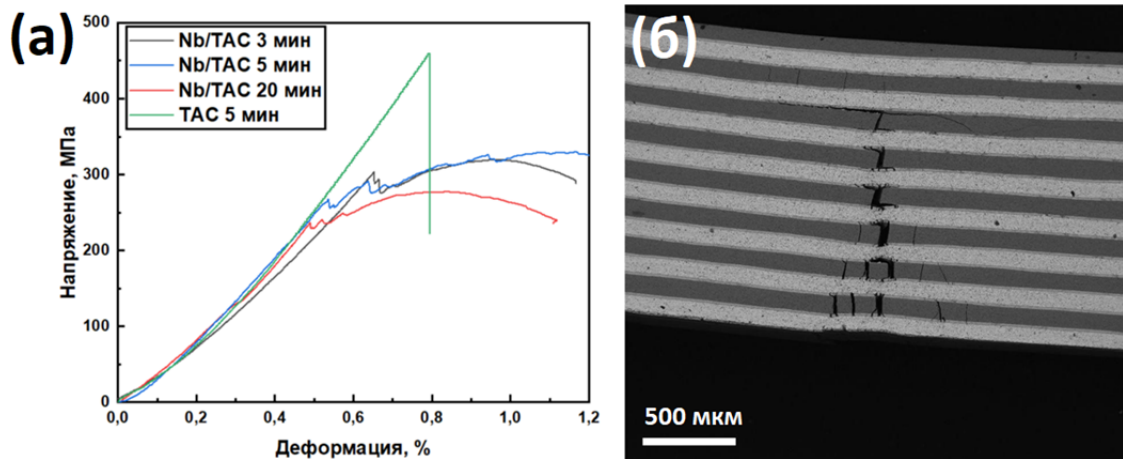 (а)
500
400
300
200
100
0
Напряжение, МПа
Nb/TAC 3 мин
Nb/TAC 5 мин
Nb/TAC 20 мин
TAC 5 мин
0,0 0,2 0,4 0,6 0,8 1,0 1,2
Деформация, %
(б)
500 мкм